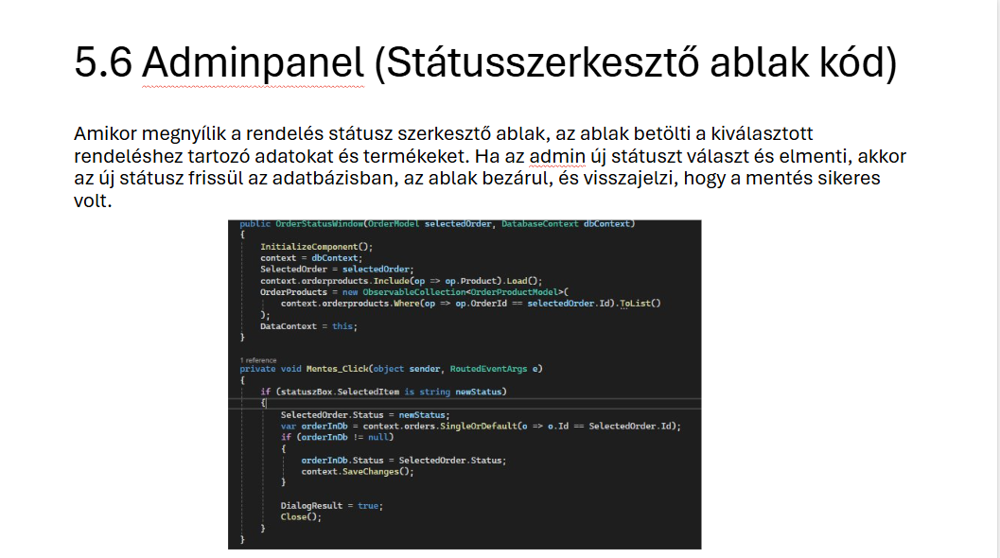 5.6 Adminpanel (Státusszerkesztő ablak kód)
Amikor megnyílik a rendelés státusz szerkesztő ablak, az ablak betölti a kiválasztott
rendeléshez tartozó adatokat és termékeket. Ha az admin új státuszt választ és elmenti, akkor
az új státusz frissül az adatbázisban, az ablak bezárul, és visszajelzi, hogy a mentés sikeres
volt.
public OrderStatusWindow(OrderModel selectedOrder, DatabaseContext dbContext)
{
InitializeComponent();
context = dbContext;
SelectedOrder = selectedOrder;
context.orderproducts.Include(op => op.Product).Load();
OrderProducts = new ObservableCollection<OrderProductModel>(
context.orderproducts.Where(op => op.OrderId == selectedOrder.Id).ToList()
);
DataContext = this;
}
1 reference
private void Mentes_Click(object sender, RoutedEventArgs e)
{
if (statuszBox.SelectedItem is string newStatus)
{
SelectedOrder.Status = newStatus;
var orderInDb = context.orders.SingleOrDefault(o => o.Id == SelectedOrder.Id);
if (orderInDb != null)
{
orderInDb.Status = SelectedOrder.Status;
context.SaveChanges();
}
DialogResult = true;
Close();
}
}